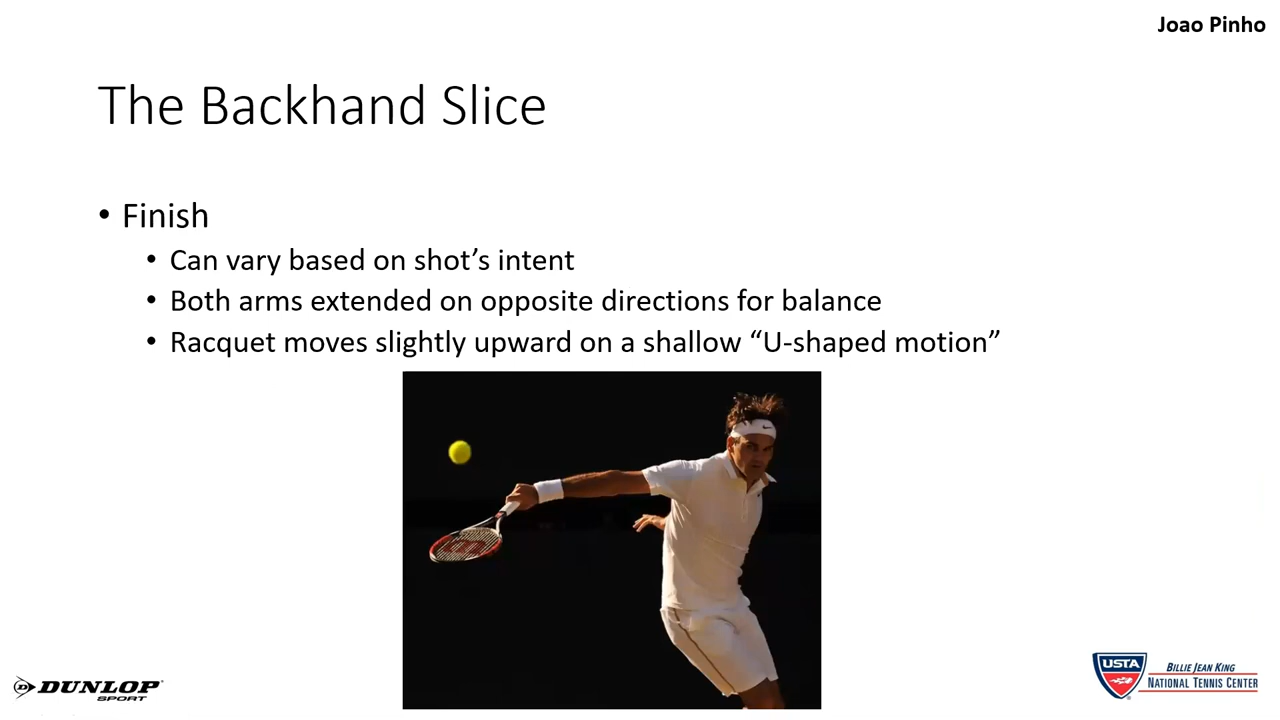 Joao Pinho
The Backhand Slice
• Finish
• Can vary based on shot’s intent
• Both arms extended on opposite directions for balance
• Racquet moves slightly upward on a shallow “U-shaped motion”
DUNLOP
SPORT
USTA
BILLIE JEAN KING
NATIONAL TENNIS CENTER